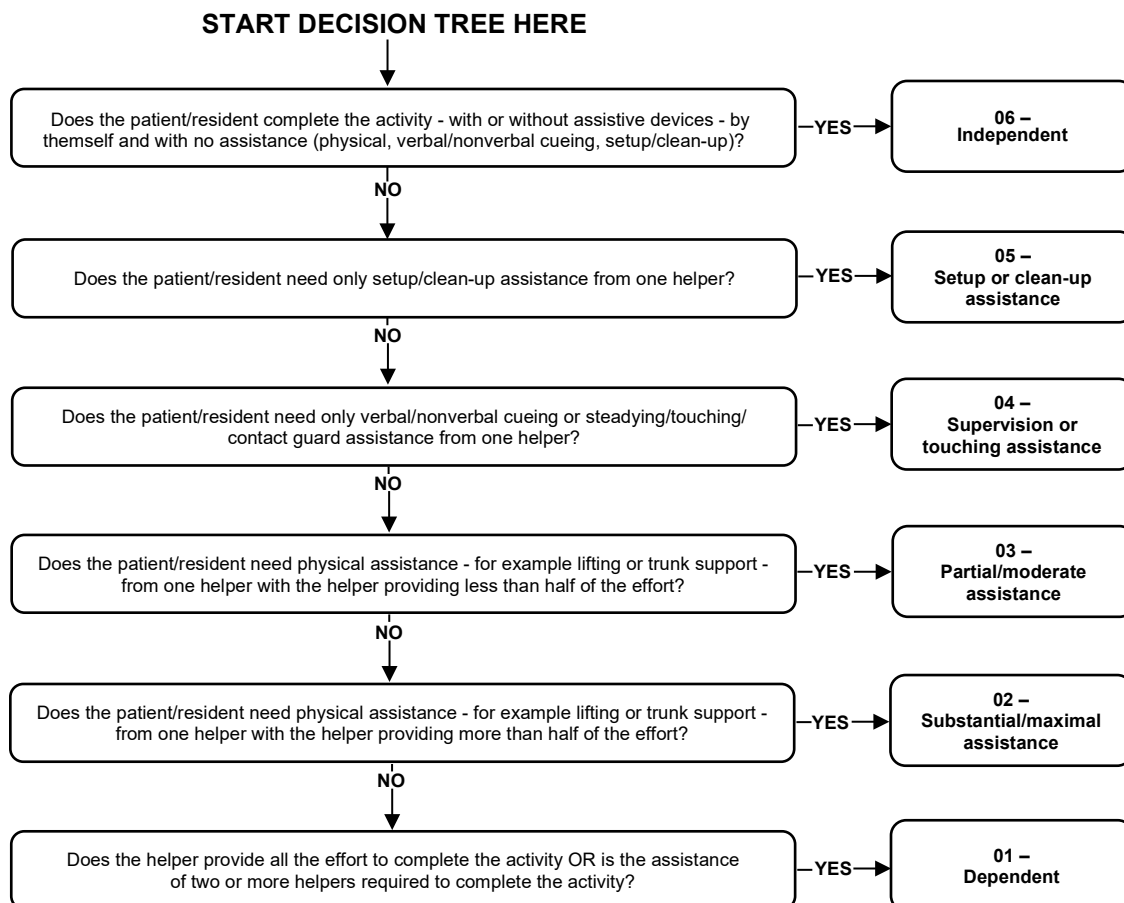 START DECISION TREE HERE
Does the patient/resident complete the activity - with or without assistive devices - by
themself and with no assistance (physical, verbal/nonverbal cueing, setup/clean-up)?
YES
06 –
Independent
NO
Does the patient/resident need only setup/clean-up assistance from one helper?
YES
05 –
Setup or clean-up
assistance
NO
Does the patient/resident need only verbal/nonverbal cueing or steadying/touching/
contact guard assistance from one helper?
YES
04 –
Supervision or
touching assistance
NO
Does the patient/resident need physical assistance - for example lifting or trunk support -
from one helper with the helper providing less than half of the effort?
YES
03 –
Partial/moderate
assistance
NO
Does the patient/resident need physical assistance - for example lifting or trunk support -
from one helper with the helper providing more than half of the effort?
YES
02 –
Substantial/maximal
assistance
NO
Does the helper provide all the effort to complete the activity OR is the assistance
of two or more helpers required to complete the activity?
YES
01 –
Dependent